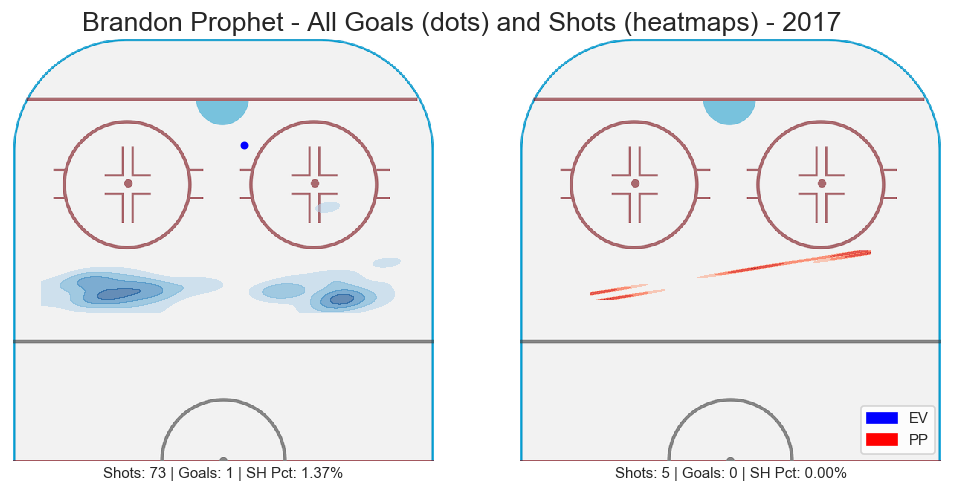 Brandon Prophet - All Goals (dots) and Shots (heatmaps) - 2017
EV
PP
Shots: 73 | Goals: 1 | SH Pct: 1.37%
Shots: 5 | Goals: 0 | SH Pct: 0.00%